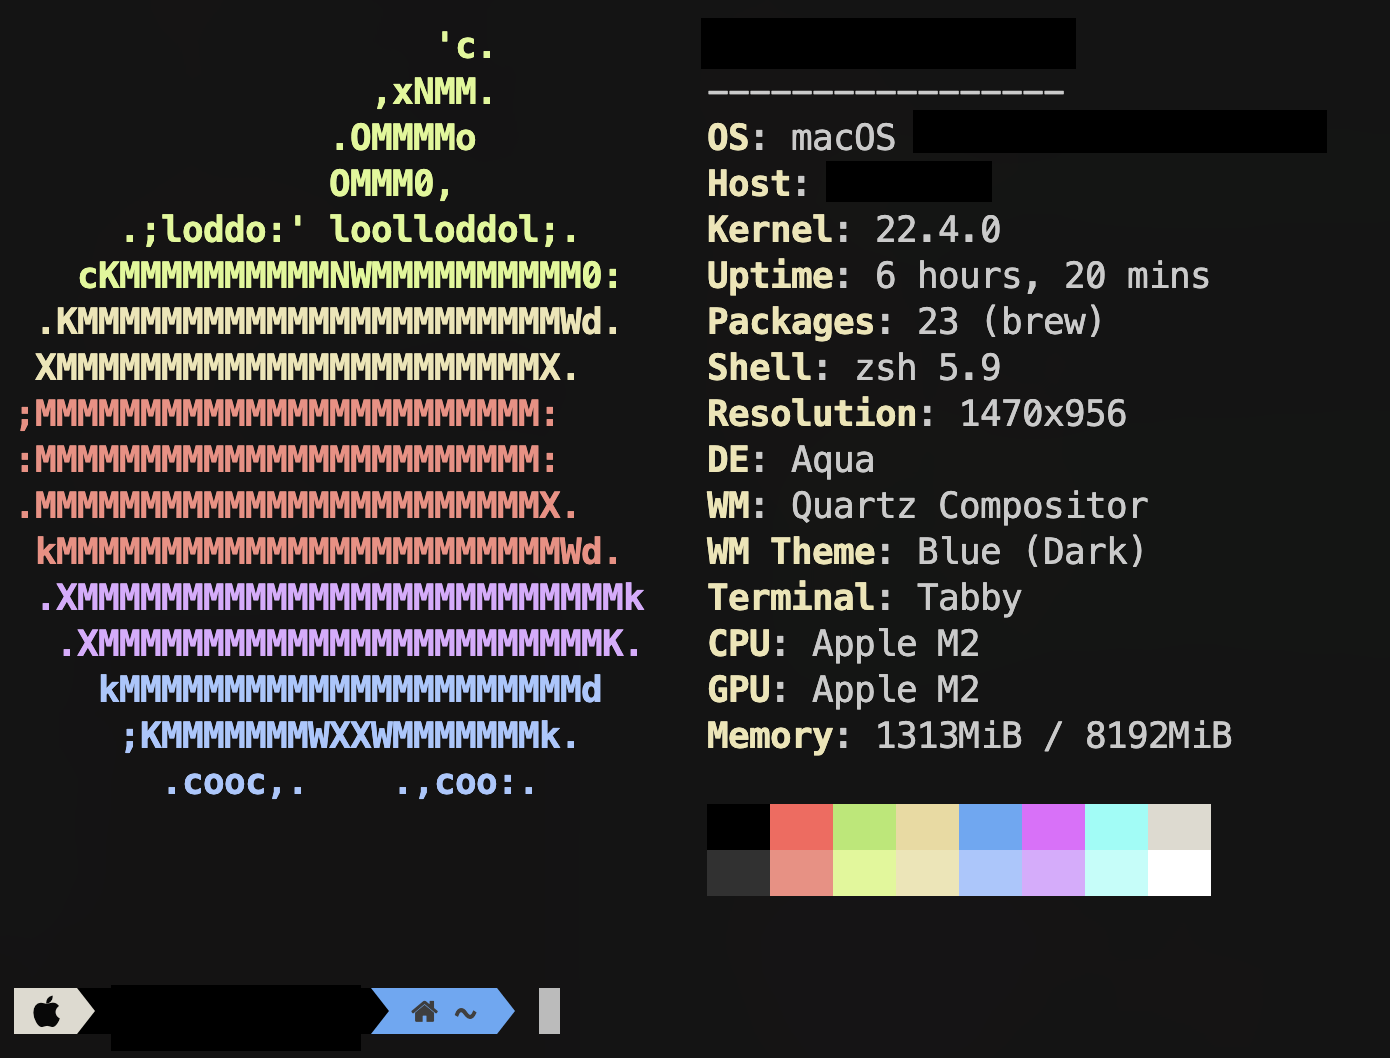 'c.
,xNMM.
.OMMMMo
OMMM0,
.;loddo:' loolloddol;.
cKMMMMMMMMMMNWMMMMMMMMMM0:
.KMMMMMMMMMMMMMMMMMMMMMMMWd.
XMMMMMMMMMMMMMMMMMMMMMMMX.
;MMMMMMMMMMMMMMMMMMMMMMMM:
:MMMMMMMMMMMMMMMMMMMMMMMM:
.MMMMMMMMMMMMMMMMMMMMMMMMX.
kMMMMMMMMMMMMMMMMMMMMMMMMWd.
.XMMMMMMMMMMMMMMMMMMMMMMMMMMk
.XMMMMMMMMMMMMMMMMMMMMMMMMK.
kMMMMMMMMMMMMMMMMMMMMMMd
;KMMMMMMMWXXWMMMMMMMk.
.cooc,. .,coo:.
-----------------
OS: macOS
Host:
Kernel: 22.4.0
Uptime: 6 hours, 20 mins
Packages: 23 (brew)
Shell: zsh 5.9
Resolution: 1470x956
DE: Aqua
WM: Quartz Compositor
WM Theme: Blue (Dark)
Terminal: Tabby
CPU: Apple M2
GPU: Apple M2
Memory: 1313MiB / 8192MiB
~